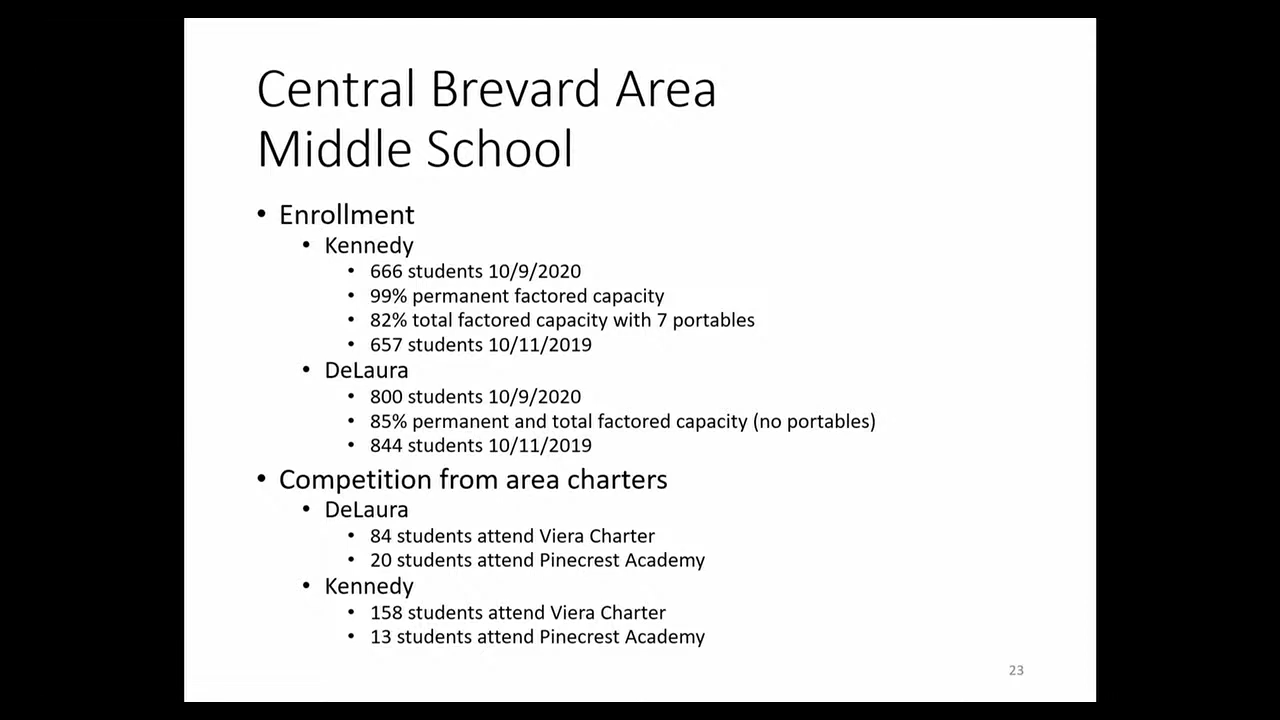 Central Brevard Area
Middle School
• Enrollment
• Kennedy
• 666 students 10/9/2020
• 99% permanent factored capacity
• 82% total factored capacity with 7 portables
• 657 students 10/11/2019
• DeLaura
• 800 students 10/9/2020
• 85% permanent and total factored capacity (no portables)
• 844 students 10/11/2019
• Competition from area charters
• DeLaura
• 84 students attend Viera Charter
• 20 students attend Pinecrest Academy
• Kennedy
• 158 students attend Viera Charter
• 13 students attend Pinecrest Academy
23